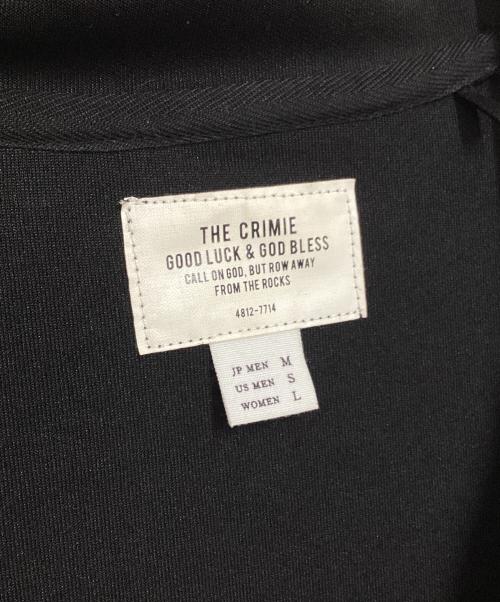 THE CRIMIE
GOOD LUCK & GOD BLESS
CALL ON GOD, BUT ROW AWAY
FROM THE ROCKS
4812-7714
JP MEN M
US MEN S
WOMEN L